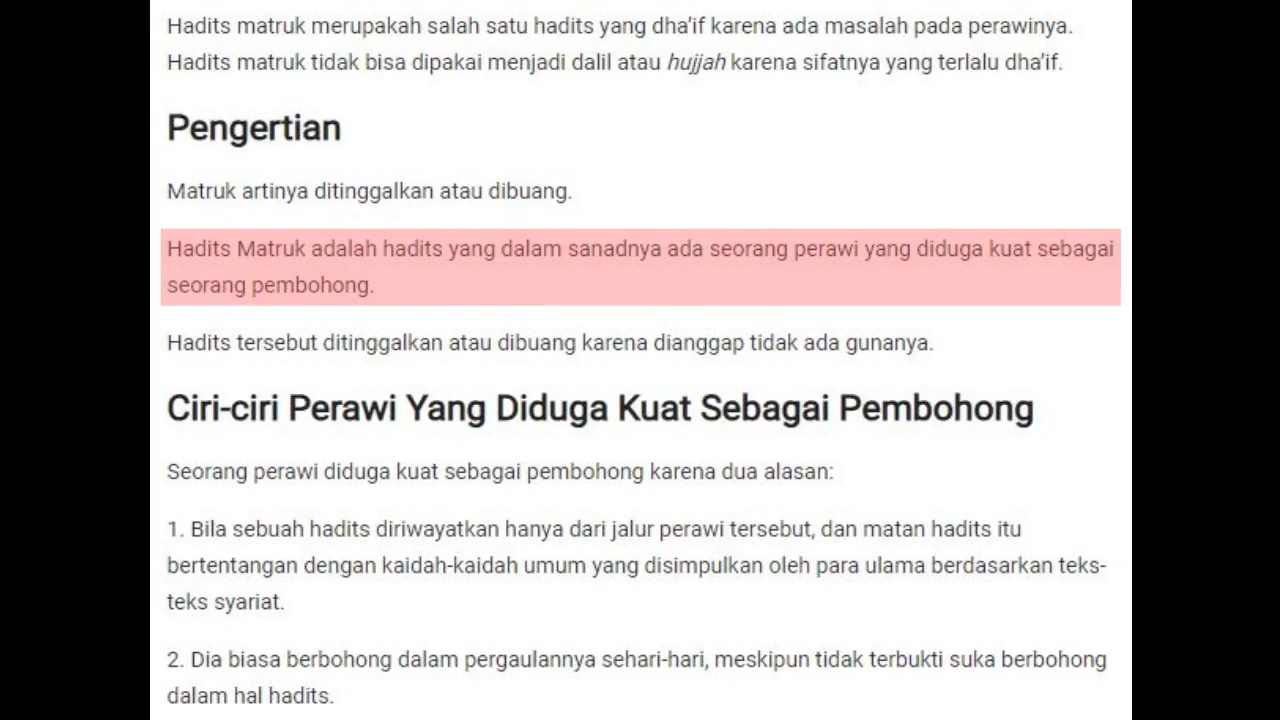 Hadits matruk merupakah salah satu hadits yang dha’if karena ada masalah pada perawinya.
Hadits matruk tidak bisa dipakai menjadi dalil atau hujjah karena sifatnya yang terlalu dha’if.
Pengertian
Matruk artinya ditinggalkan atau dibuang.
Hadits Matruk adalah hadits yang dalam sanadnya ada seorang perawi yang diduga kuat sebagai
seorang pembohong.
Hadits tersebut ditinggalkan atau dibuang karena dianggap tidak ada gunanya.
Ciri-ciri Perawi Yang Diduga Kuat Sebagai Pembohong
Seorang perawi diduga kuat sebagai pembohong karena dua alasan:
1. Bila sebuah hadits diriwayatkan hanya dari jalur perawi tersebut, dan matan hadits itu
bertentangan dengan kaidah-kaidah umum yang disimpulkan oleh para ulama berdasarkan teks-
teks syariat.
2. Dia biasa berbohong dalam pergaulannya sehari-hari, meskipun tidak terbukti suka berbohong
dalam hal hadits.